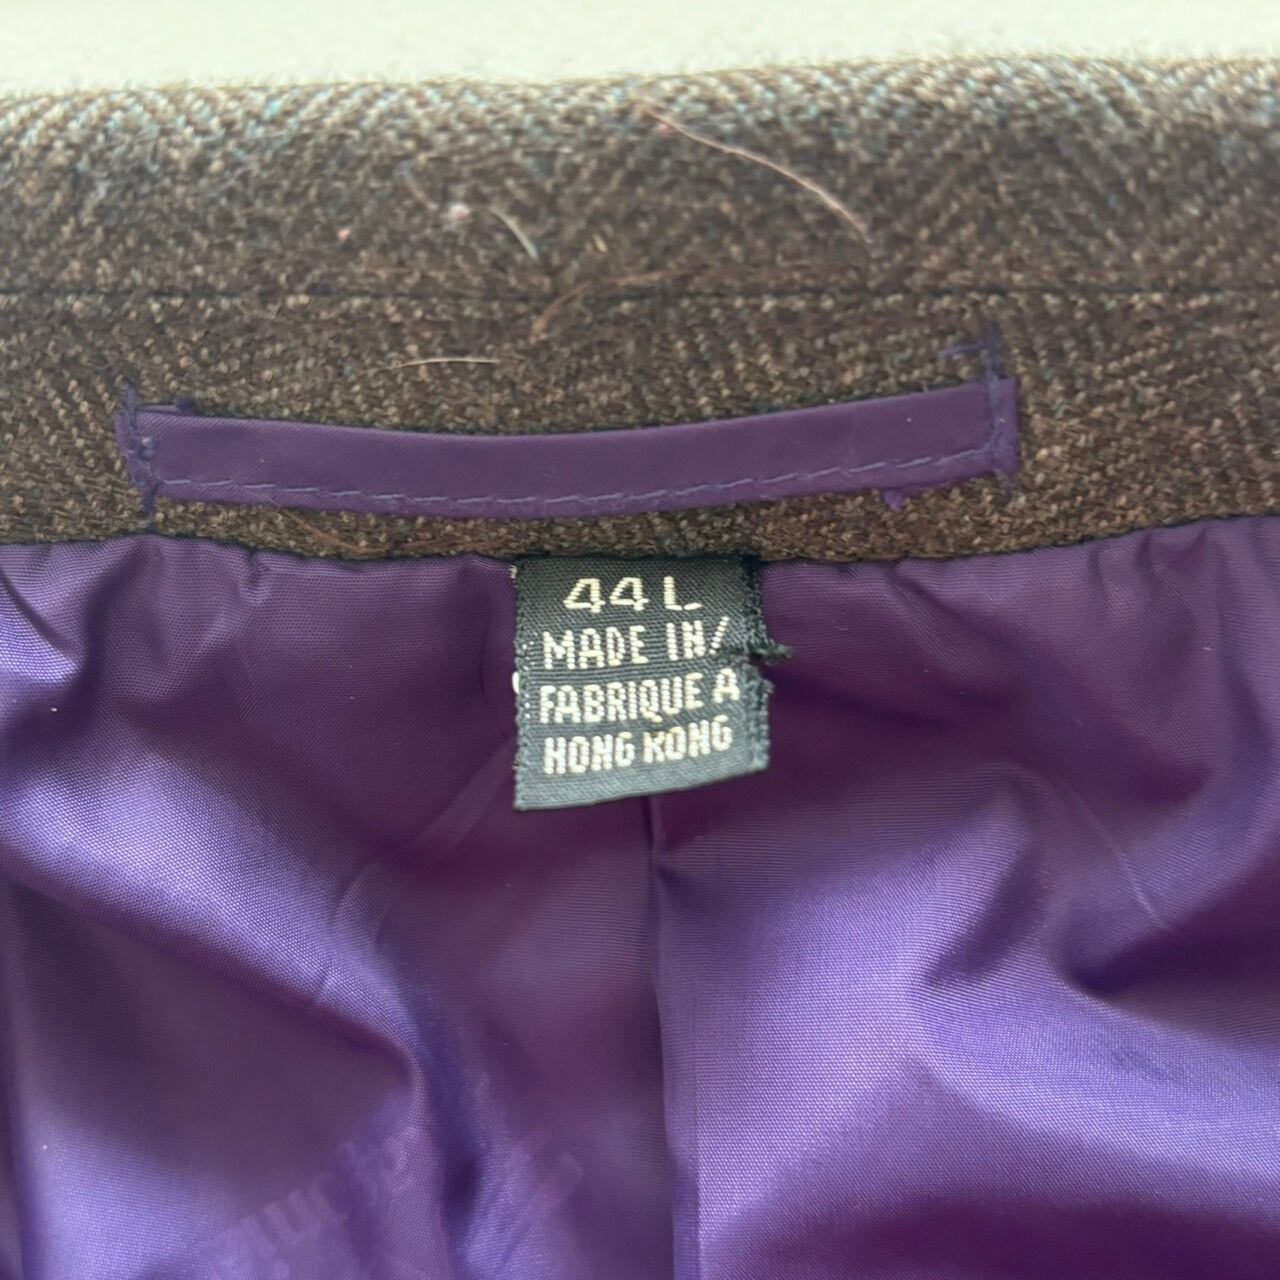 44 L
MADE IN/
FABRIQUE A
HONG KONG